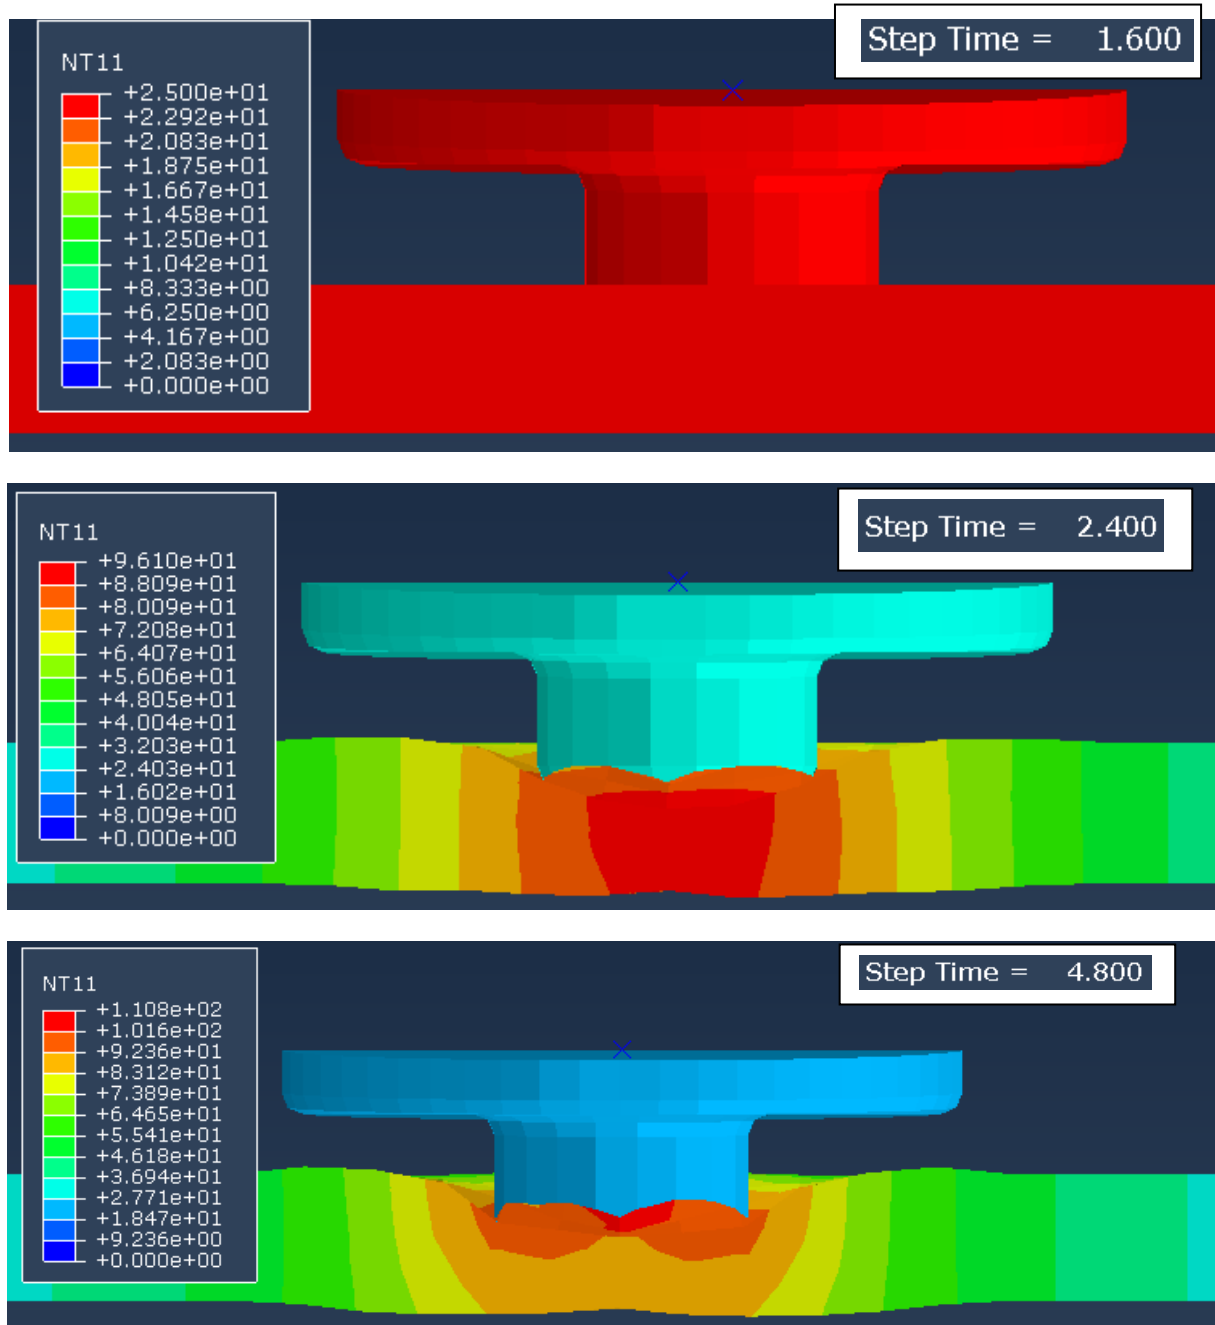 Step Time = 1.600
NT11
+2.500e+01
+2.292e+01
+2.083e+01
+1.875e+01
+1.667e+01
+1.458e+01
+1.250e+01
+1.042e+01
+8.333e+00
+6.250e+00
+4.167e+00
+2.083e+00
+0.000e+00
Step Time = 2.400
NT11
+9.610e+01
+8.809e+01
+8.009e+01
+7.208e+01
+6.407e+01
+5.606e+01
+4.805e+01
+4.004e+01
+3.203e+01
+2.403e+01
+1.602e+01
+8.009e+00
+0.000e+00
Step Time = 4.800
NT11
+1.108e+02
+1.016e+02
+9.236e+01
+8.312e+01
+7.389e+01
+6.465e+01
+5.541e+01
+4.618e+01
+3.694e+01
+2.771e+01
+1.847e+01
+9.236e+00
+0.000e+00